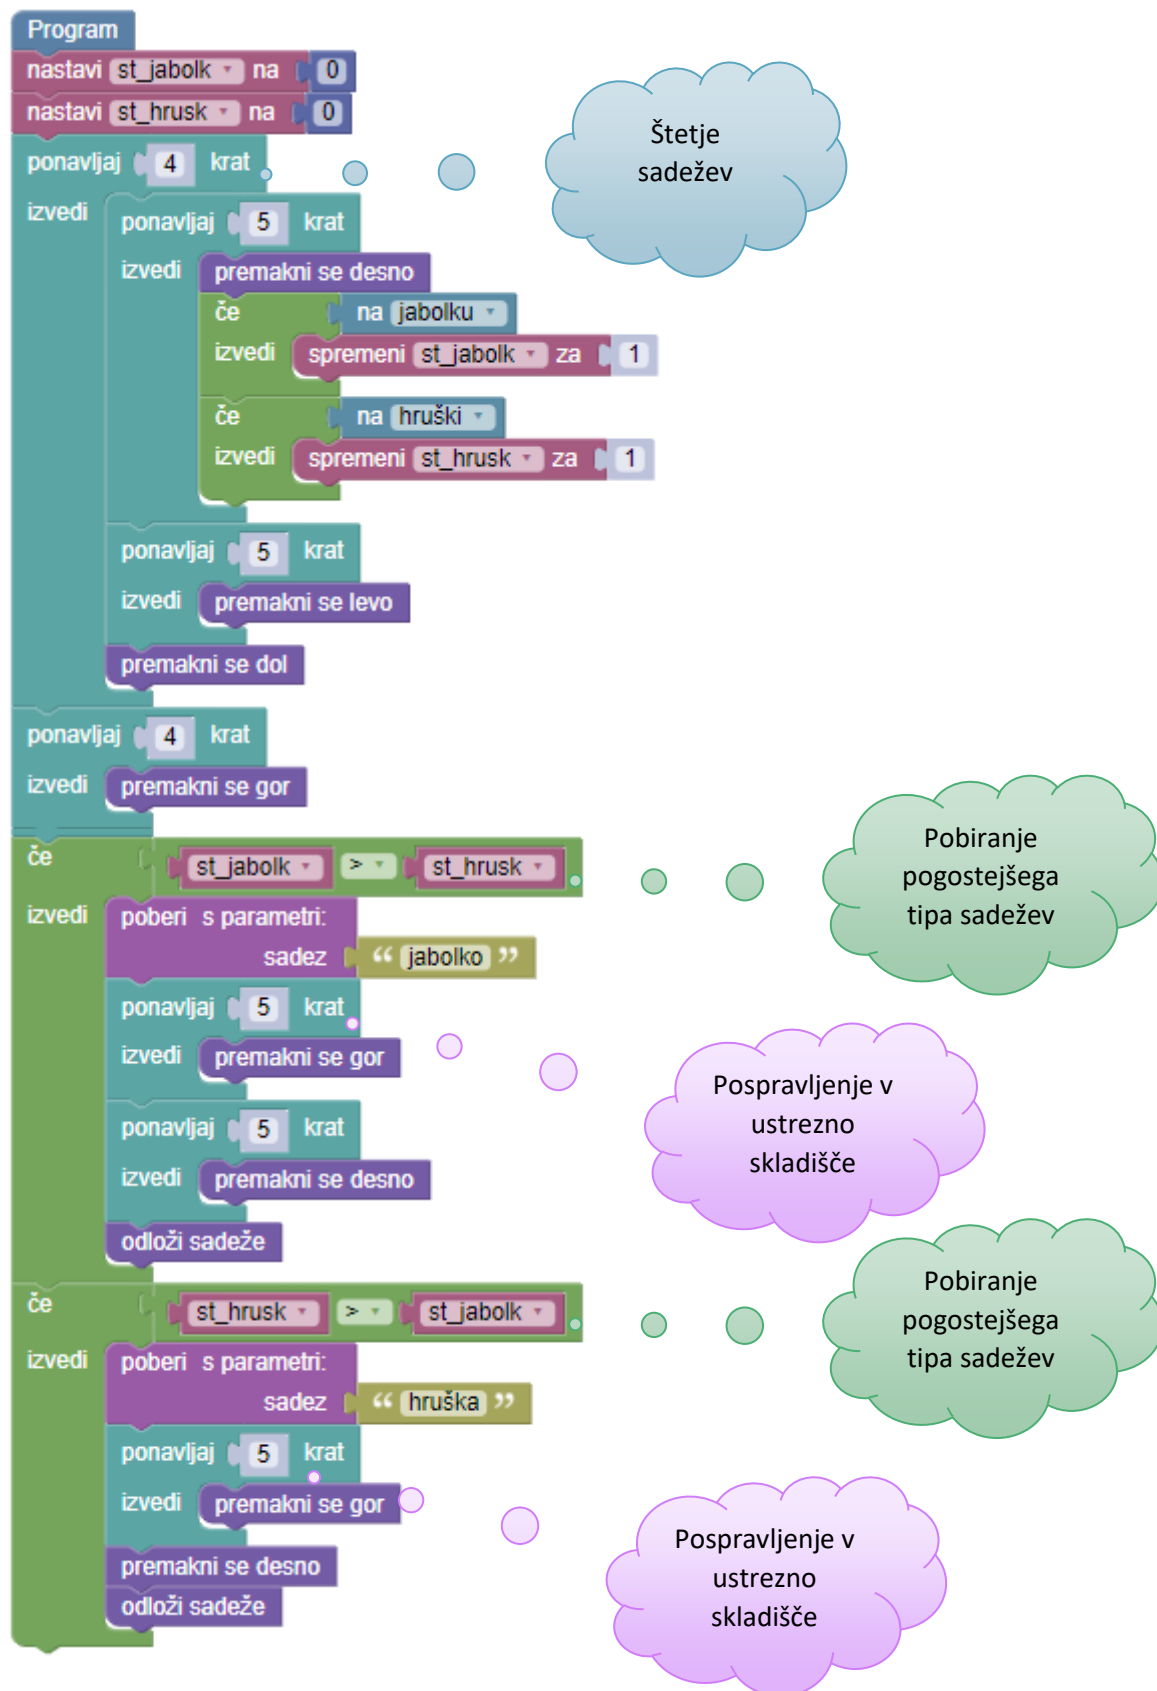 Program
nastavi st_jabolk na 0
nastavi st_hrusk na 0
ponavljaj 4 krat
Štetje
sadežev
izvedi
ponavljaj 5 krat
izvedi
premakni se desno
če na jabolku
izvedi spremeni st_jabolk za 1
če na hruški
izvedi spremeni st_hrusk za 1
ponavljaj 5 krat
izvedi premakni se levo
premakni se dol
ponavljaj 4 krat
izvedi premakni se gor
če st_jabolk > st_hrusk
Pobiranje
pogostejšega
tipa sadežev
izvedi poberi s parametri:
sadez “ jabolko ”
ponavljaj 5 krat
izvedi premakni se gor
Pospravljenje v
ustrezno
skladišče
ponavljaj 5 krat
izvedi premakni se desno
odloži sadeže
če st_hrusk > st_jabolk
Pobiranje
pogostejšega
tipa sadežev
izvedi poberi s parametri:
sadez “ hruška ”
ponavljaj 5 krat
izvedi premakni se gor
Pospravljenje v
ustrezno
skladišče
premakni se desno
odloži sadeže